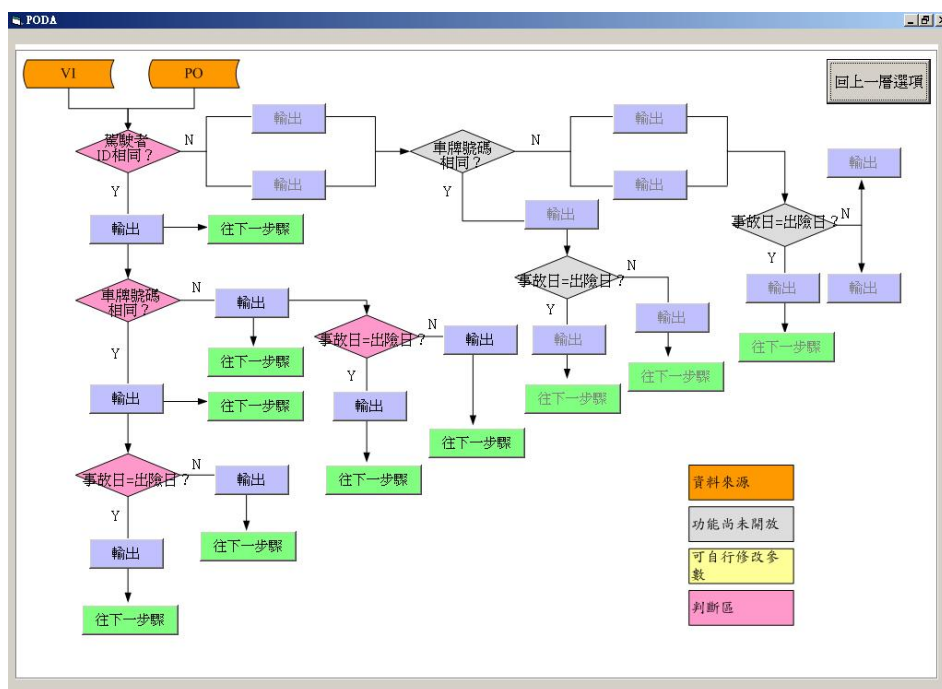 PODA
VI
PO
回上一層選項
駕駛者
ID相同？
N
輸出
輸出
車牌號碼
相同？
N
輸出
輸出
輸出
Y
Y
事故日=出險日？
N
輸出
往下一步驟
輸出
Y
輸出
輸出
事故日=出險日？
N
車牌號碼
相同？
N
輸出
輸出
往下一步驟
Y
輸出
事故日=出險日？
N
輸出
輸出
往下一步驟
Y
往下一步驟
Y
往下一步驟
輸出
往下一步驟
輸出
往下一步驟
往下一步驟
事故日=出險日？
N
輸出
往下一步驟
資料來源
Y
功能尚未開放
輸出
往下一步驟
可自行修改參
數
往下一步驟
判斷區